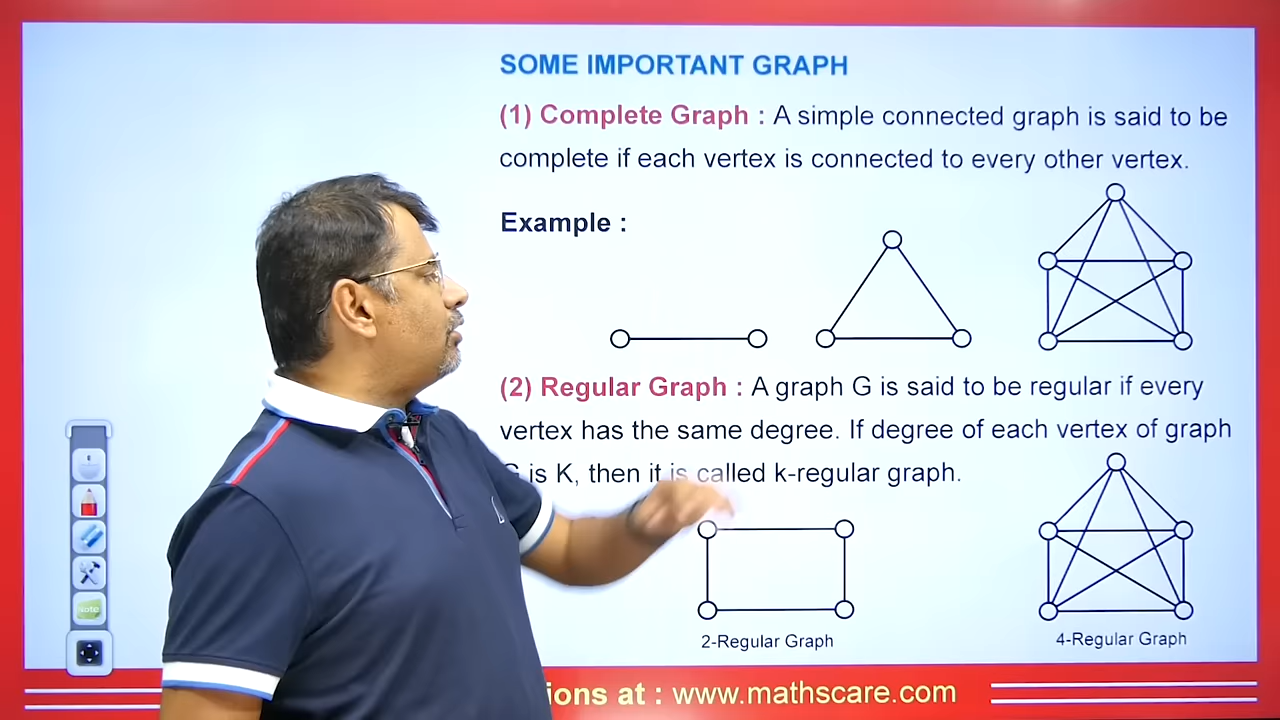 SOME IMPORTANT GRAPH
(1) Complete Graph : A simple connected graph is said to be
complete if each vertex is connected to every other vertex.
Example :
(2) Regular Graph : A graph G is said to be regular if every
vertex has the same degree. If degree of each vertex of graph
G is K, then it is called k-regular graph.
2-Regular Graph
4-Regular Graph
note
ions at : www.mathscare.com